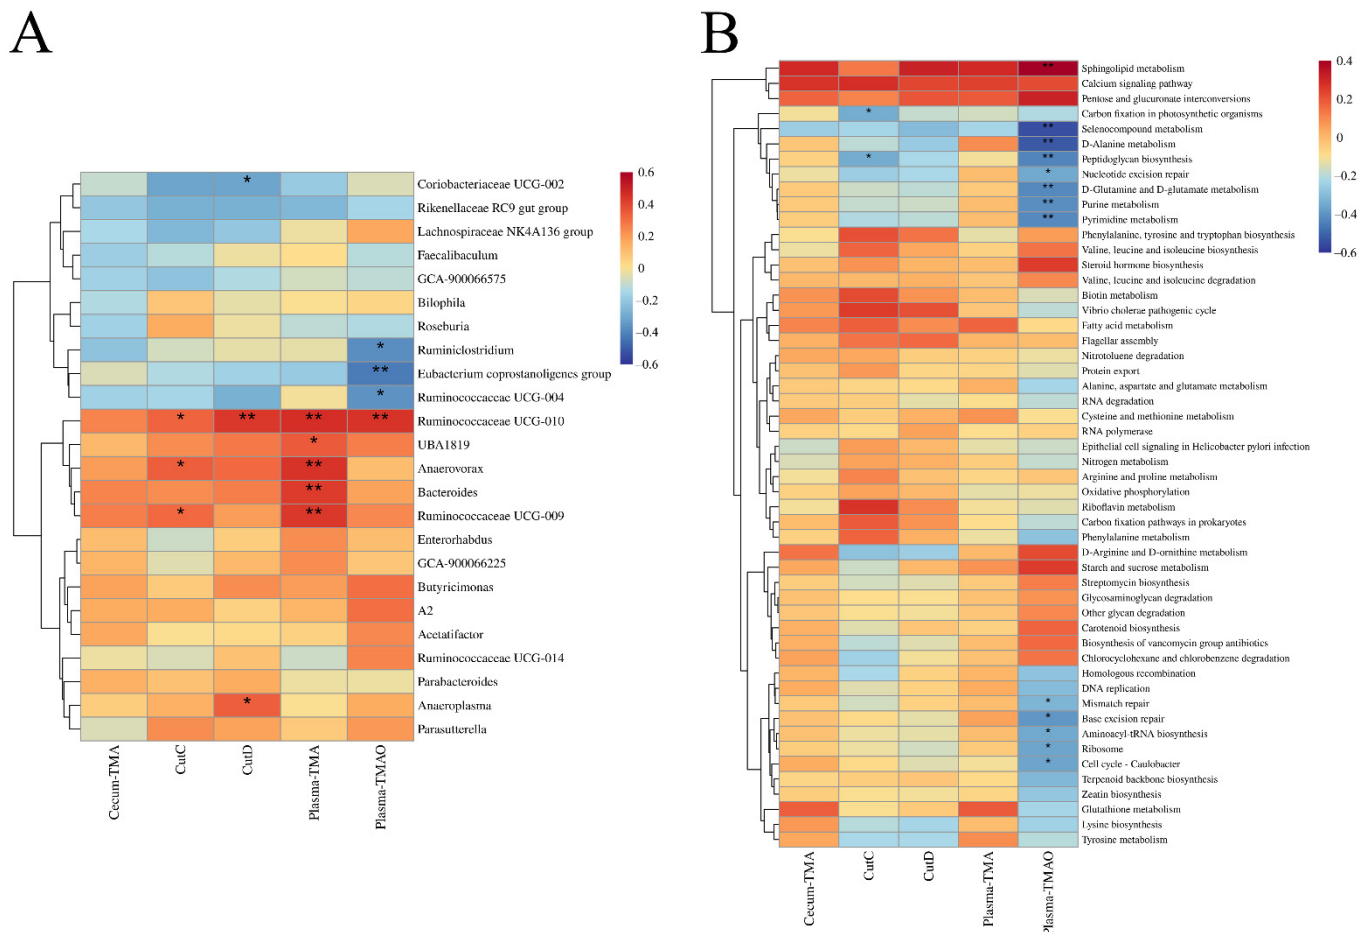 A
B
0.6
0.4
0.2
0
−0.2
−0.4
−0.6
*
Coriobacteriaceae UCG-002
Rikenellaceae RC9 gut group
Lachnospiraceae NK4A136 group
Faecalibaculum
GCA-900066575
Bilophila
Roseburia
* Ruminiclostridium
** Eubacterium coprostanoligenes group
* Ruminococcaceae UCG-004
* ** ** ** Ruminococcaceae UCG-010
* UBA1819
* ** Anaerovorax
** Bacteroides
* ** Ruminococcaceae UCG-009
Enterorhabdus
GCA-900066225
Butyricimonas
A2
Acetatifactor
Ruminococcaceae UCG-014
Parabacteroides
* Anaeroplasma
Parasutterella
Cecum-TMA
CutC
CutD
Plasma-TMA
Plasma-TMAO
0.4
0.2
0
−0.2
−0.4
−0.6
** Sphingolipid metabolism
Calcium signaling pathway
Pentose and glucuronate interconversions
* Carbon fixation in photosynthetic organisms
** Selenocompound metabolism
** D-Alanine metabolism
* ** Peptidoglycan biosynthesis
* Nucleotide excision repair
** D-Glutamine and D-glutamate metabolism
** Purine metabolism
** Pyrimidine metabolism
Phenylalanine, tyrosine and tryptophan biosynthesis
Valine, leucine and isoleucine biosynthesis
Steroid hormone biosynthesis
Valine, leucine and isoleucine degradation
Biotin metabolism
Vibrio cholerae pathogenic cycle
Fatty acid metabolism
Flagellar assembly
Nitrotoluene degradation
Protein export
Alanine, aspartate and glutamate metabolism
RNA degradation
Cysteine and methionine metabolism
RNA polymerase
Epithelial cell signaling in Helicobacter pylori infection
Nitrogen metabolism
Arginine and proline metabolism
Oxidative phosphorylation
Riboflavin metabolism
Carbon fixation pathways in prokaryotes
Phenylalanine metabolism
D-Arginine and D-ornithine metabolism
Starch and sucrose metabolism
Streptomycin biosynthesis
Glycosaminoglycan degradation
Other glycan degradation
Carotenoid biosynthesis
Biosynthesis of vancomycin group antibiotics
Chlorocyclohexane and chlorobenzene degradation
Homologous recombination
DNA replication
* Mismatch repair
* Base excision repair
* Aminoacyl-tRNA biosynthesis
* Ribosome
* Cell cycle - Caulobacter
Terpenoid backbone biosynthesis
Zeatin biosynthesis
Glutathione metabolism
Lysine biosynthesis
Tyrosine metabolism
Cecum-TMA
CutC
CutD
Plasma-TMA
Plasma-TMAO